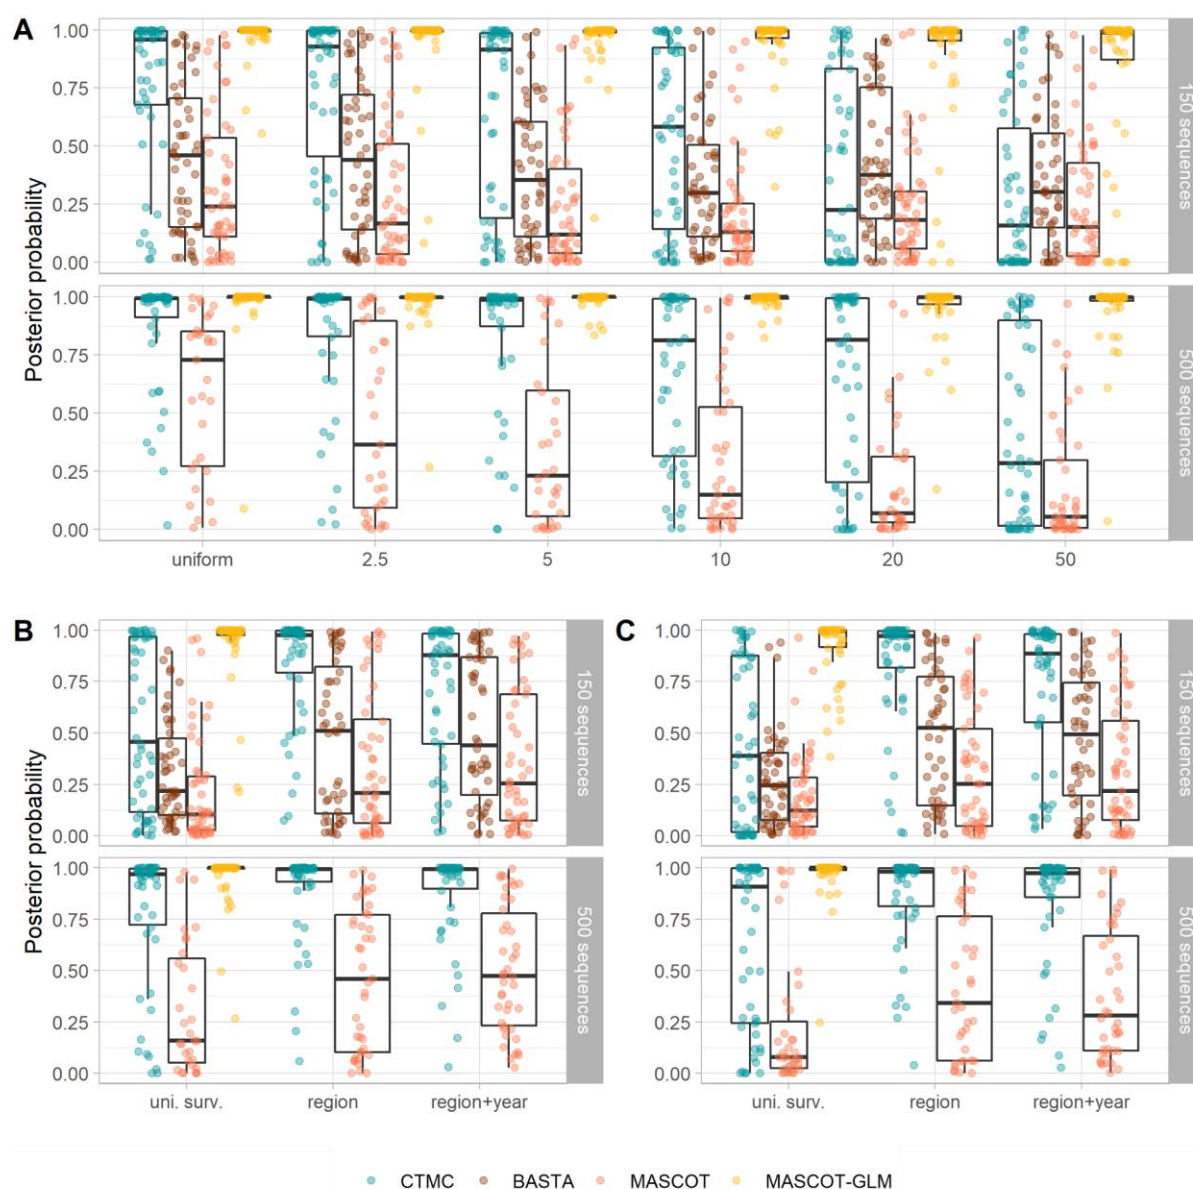 A
Posterior probability
1.00
0.75
0.50
0.25
0.00
150 sequences
1.00
0.75
0.50
0.25
0.00
500 sequences
uniform 2.5 5 10 20 50
B
Posterior probability
1.00
0.75
0.50
0.25
0.00
150 sequences
1.00
0.75
0.50
0.25
0.00
500 sequences
uni. surv. region region+year
C
1.00
0.75
0.50
0.25
0.00
150 sequences
1.00
0.75
0.50
0.25
0.00
500 sequences
uni. surv. region region+year
CTMC BASTA MASCOT MASCOT-GLM